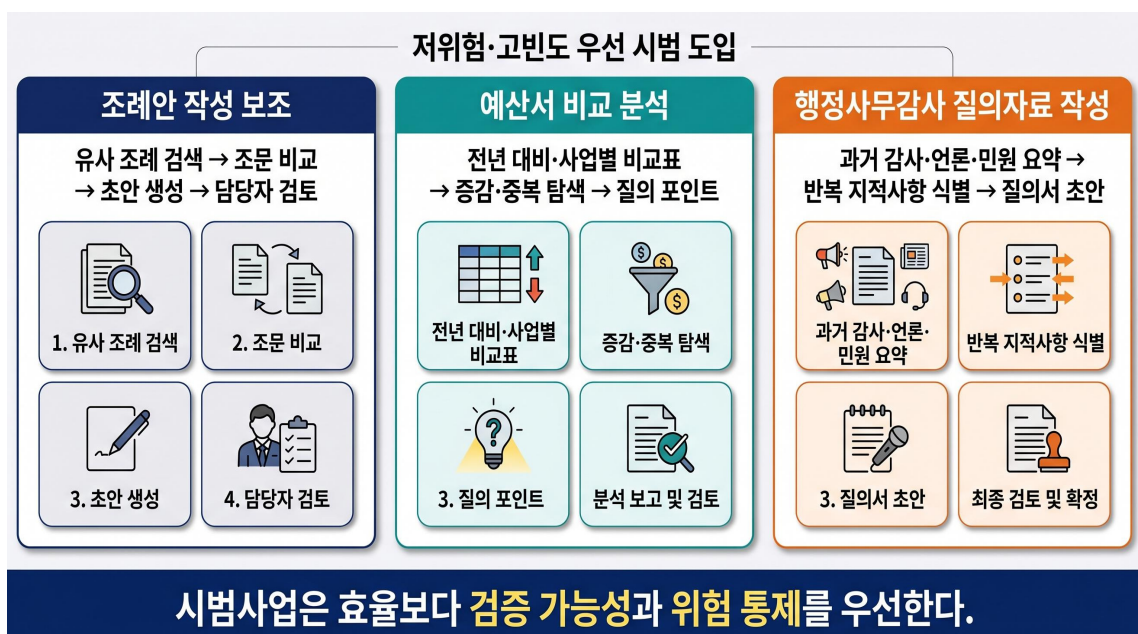 저위험·고빈도 우선 시범 도입
조례안 작성 보조
유사 조례 검색 → 조문 비교
→ 초안 생성 → 담당자 검토
1. 유사 조례 검색
2. 조문 비교
3. 초안 생성
4. 담당자 검토
예산서 비교 분석
전년 대비·사업별 비교표
→ 증감·중복 탐색 → 질의 포인트
전년 대비·사업별
비교표
증감·중복 탐색
3. 질의 포인트
분석 보고 및 검토
행정사무감사 질의자료 작성
과거 감사·언론·민원 요약 →
반복 지적사항 식별 → 질의서 초안
과거 감사·언론·
민원 요약
반복 지적사항 식별
3. 질의서 초안
최종 검토 및 확정
시범사업은 효율보다 검증 가능성과 위험 통제를 우선한다.